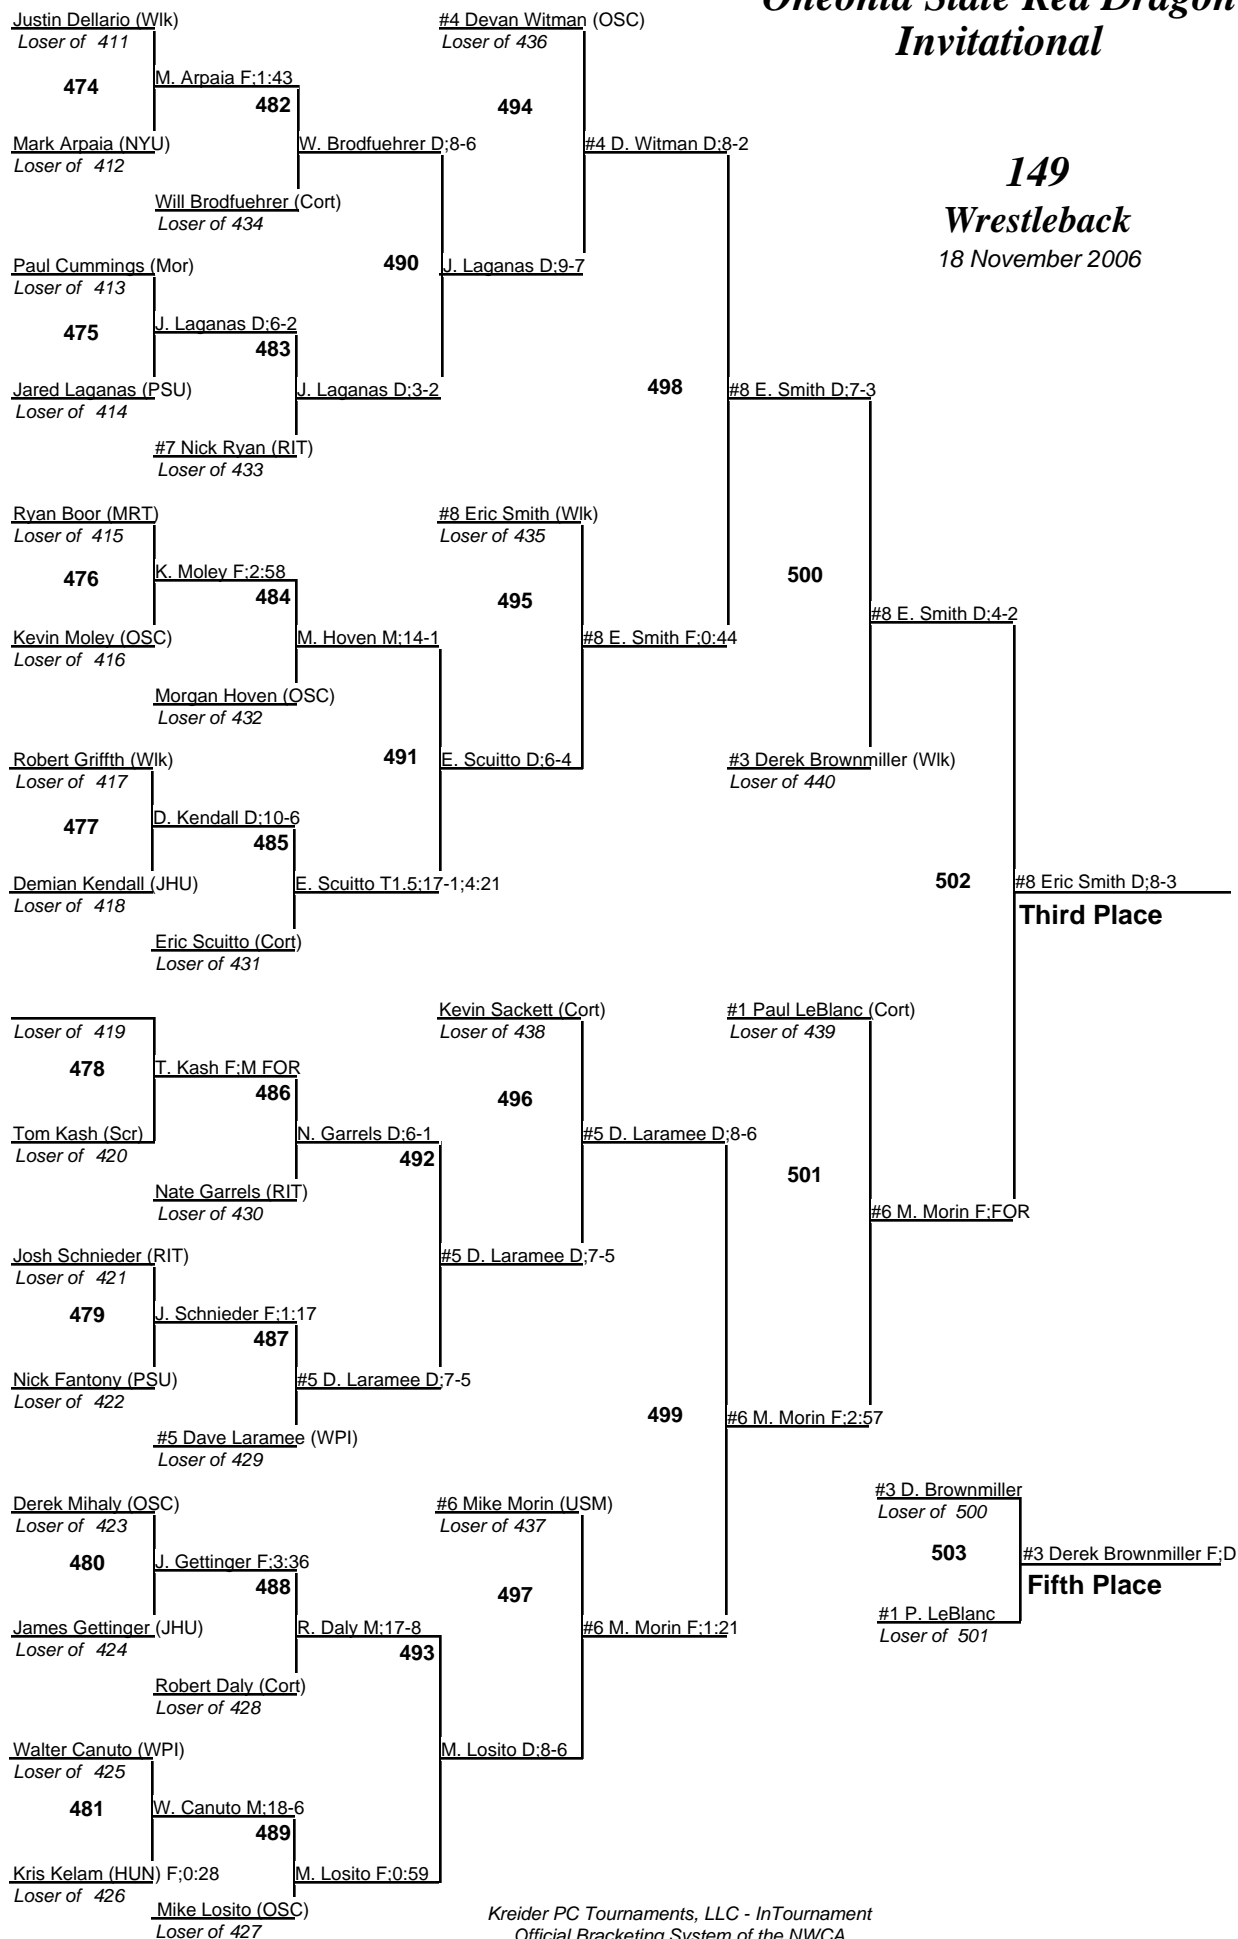 Oneonta State Red Dragon
Invitational
149
Wrestleback
18 November 2006
Justin Dellario (Wlk)
Loser of 411
474
M. Arpaia F;1:43
482
Mark Arpaia (NYU)
Loser of 412
W. Brodfuehrer D;8-6
Will Brodfuehrer (Cort)
Loser of 434
490
Paul Cummings (Mor)
Loser of 413
475
J. Laganas D;6-2
483
Jared Laganas (PSU)
Loser of 414
J. Laganas D;3-2
#7 Nick Ryan (RIT)
Loser of 433
#4 Devan Witman (OSC)
Loser of 436
494
#4 D. Witman D;8-2
J. Laganas D;9-7
498
#8 E. Smith D;7-3
Ryan Boor (MRT)
Loser of 415
476
K. Moley F;2:58
484
Kevin Moley (OSC)
Loser of 416
M. Hoven M;14-1
Morgan Hoven (OSC)
Loser of 432
491
Robert Griffth (Wlk)
Loser of 417
477
D. Kendall D;10-6
485
Demian Kendall (JHU)
Loser of 418
E. Scuitto T1.5;17-1;4:21
Eric Scuitto (Cort)
Loser of 431
#8 Eric Smith (Wlk)
Loser of 435
495
#8 E. Smith F;0:44
E. Scuitto D;6-4
500
#8 E. Smith D;4-2
#3 Derek Brownmiller (Wlk)
Loser of 440
502
#8 Eric Smith D;8-3
Third Place
Loser of 419
478
T. Kash F;M FOR
486
Tom Kash (Scr)
Loser of 420
N. Garrels D;6-1
492
Nate Garrels (RIT)
Loser of 430
Josh Schnieder (RIT)
Loser of 421
479
J. Schnieder F;1:17
487
Nick Fantony (PSU)
Loser of 422
#5 D. Laramee D;7-5
#5 Dave Laramee (WPI)
Loser of 429
Kevin Sackett (Cort)
Loser of 438
496
#5 D. Laramee D;8-6
#5 D. Laramee D;7-5
#1 Paul LeBlanc (Cort)
Loser of 439
501
#6 M. Morin F;FOR
499
#6 M. Morin F;2:57
Derek Mihaly (OSC)
Loser of 423
480
J. Gettinger F;3:36
488
James Gettinger (JHU)
Loser of 424
R. Daly M;17-8
493
Robert Daly (Cort)
Loser of 428
Walter Canuto (WPI)
Loser of 425
481
W. Canuto M;18-6
489
Kris Kelam (HUN) F;0:28
Loser of 426
M. Losito F;0:59
Mike Losito (OSC)
Loser of 427
#6 Mike Morin (USM)
Loser of 437
497
#6 M. Morin F;1:21
M. Losito D;8-6
#3 D. Brownmiller
Loser of 500
503
#3 Derek Brownmiller F;D
Fifth Place
#1 P. LeBlanc
Loser of 501
Kreider PC Tournaments, LLC - InTournament
Official Bracketing System of the NWCA